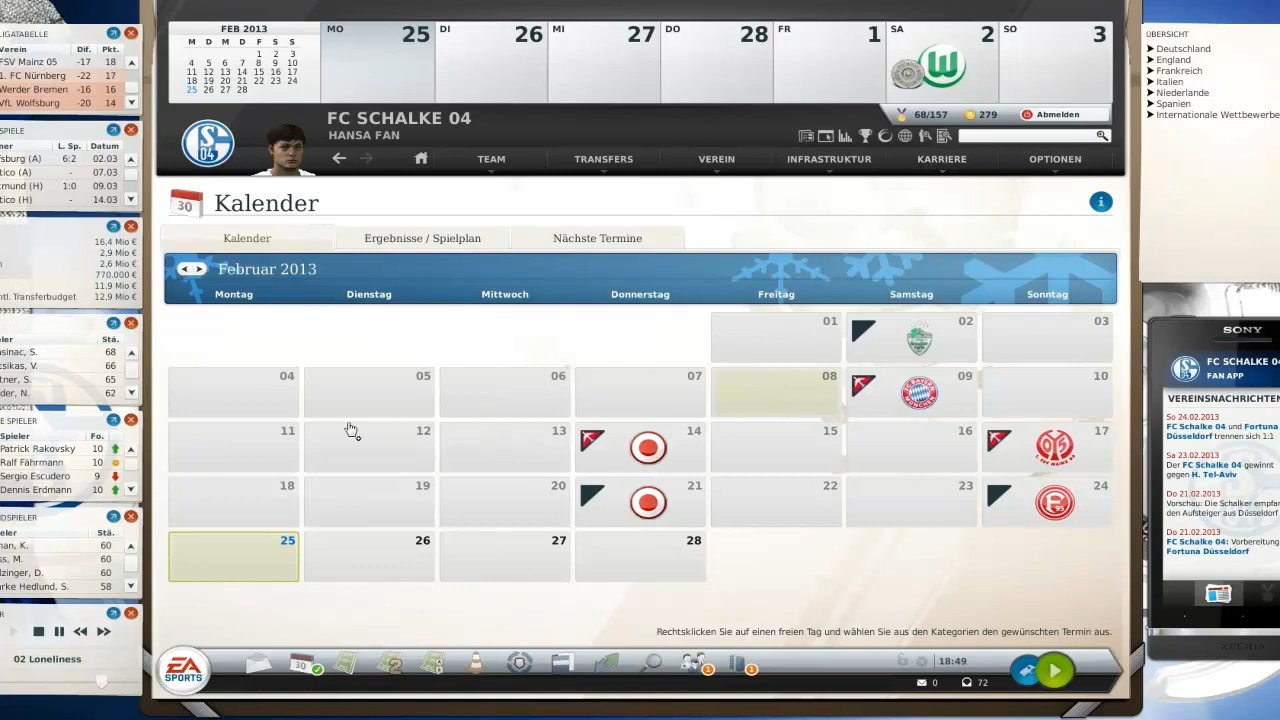 LIGATABELLE
Verein Dif. Pkt.
FSV Mainz 05 -17 18
1. FC Nürnberg -22 17
Werder Bremen -16 16
VfL Wolfsburg -20 14
SPIELE
L. Sp. Datum
(A) 6:2 02.03
(A) - 07.03
(H) 1:0 09.03
(H) - 14.03
16,4 Mio €
2,9 Mio €
2,6 Mio €
770.000 €
11,9 Mio €
Transferbudget 12,9 Mio €
Stä.
S. 68
V. 66
S. 65
N. 62
E SPIELER
Spieler Fo.
Patrick Rakovsky 10
Ralf Fährmann 10
Sergio Escudero 9
Dennis Erdmann 10
Stä.
K. 60
M. 60
D. 60
Hedlund, S. 58
02 Loneliness
FEB 2013
M D M D F S S
1 2 3
4 5 6 7 8 9 10
11 12 13 14 15 16 17
18 19 20 21 22 23 24
25 26 27 28
MO 25
DI 26
MI 27
DO 28
FR 1
SA 2
SO 3
FC SCHALKE 04
HANSA FAN
68/157 279 Abmelden
TEAM TRANSFERS VEREIN INFRASTRUKTUR KARRIERE OPTIONEN
30 Kalender
Kalender Ergebnisse / Spielplan Nächste Termine
Februar 2013
Montag Dienstag Mittwoch Donnerstag Freitag Samstag Sonntag
01 02 03
04 05 06 07 08 09 10
11 12 13 14 15 16 17
18 19 20 21 22 23 24
25 26 27 28
Rechtsklicken Sie auf einen freien Tag und wählen Sie aus den Kategorien den gewünschten Termin aus.
EA
SPORTS
30
1 1
18:49
0 72
ÜBERSICHT
Deutschland
England
Frankreich
Italien
Niederlande
Spanien
Internationale Wettbewerbe
SONY
FC SCHALKE 04
FAN APP
VEREINSNACHRICHTEN
So 24.02.2013
FC Schalke 04 und Fortuna
Düsseldorf trennen sich 1:1
Sa 23.02.2013
Der FC Schalke 04 gewinnt
gegen H. Tel-Aviv
Do 21.02.2013
Vorschau: Die Schalker
den Aufsteiger aus Düsseldorf
Do 21.02.2013
FC Schalke 04: Vorbereitung
Fortuna Düsseldorf
XPERIA